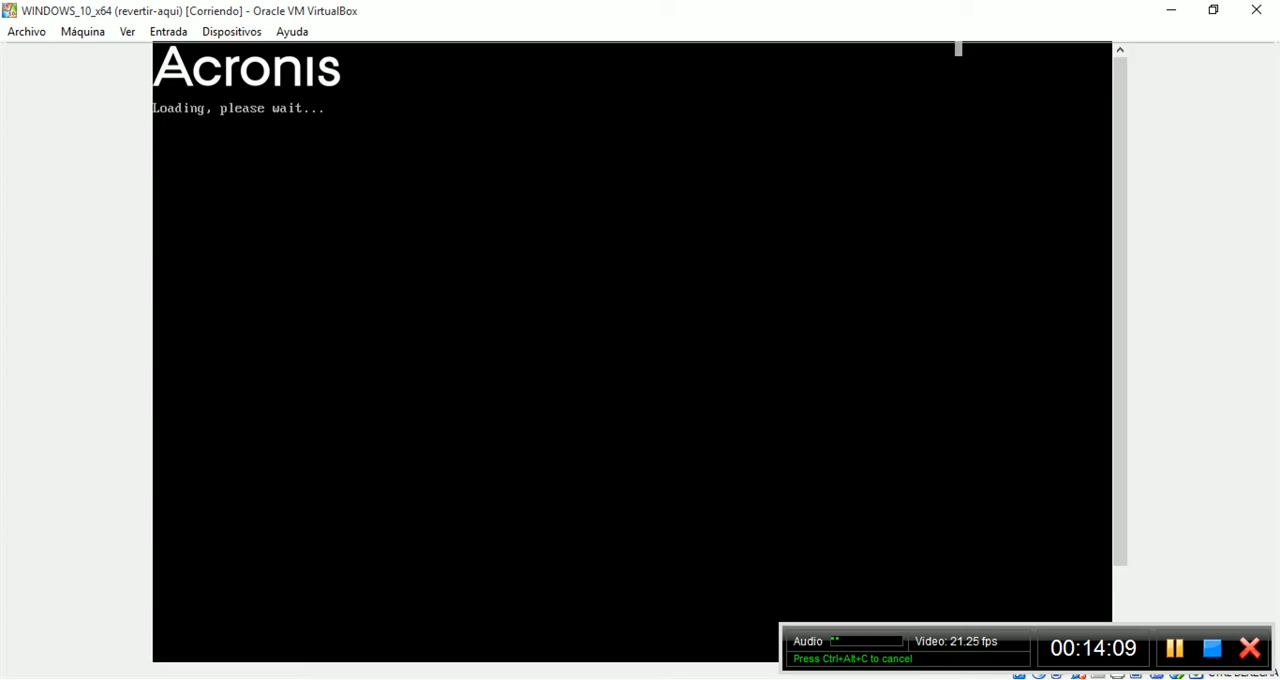 WINDOWS_10_x64 (revertir-aqui) [Corriendo] - Oracle VM VirtualBox
Archivo Máquina Ver Entrada Dispositivos Ayuda
Acronis
Loading, please wait...
Audio Video: 21.25 fps
Press Ctrl+Alt+C to cancel
00:14:09